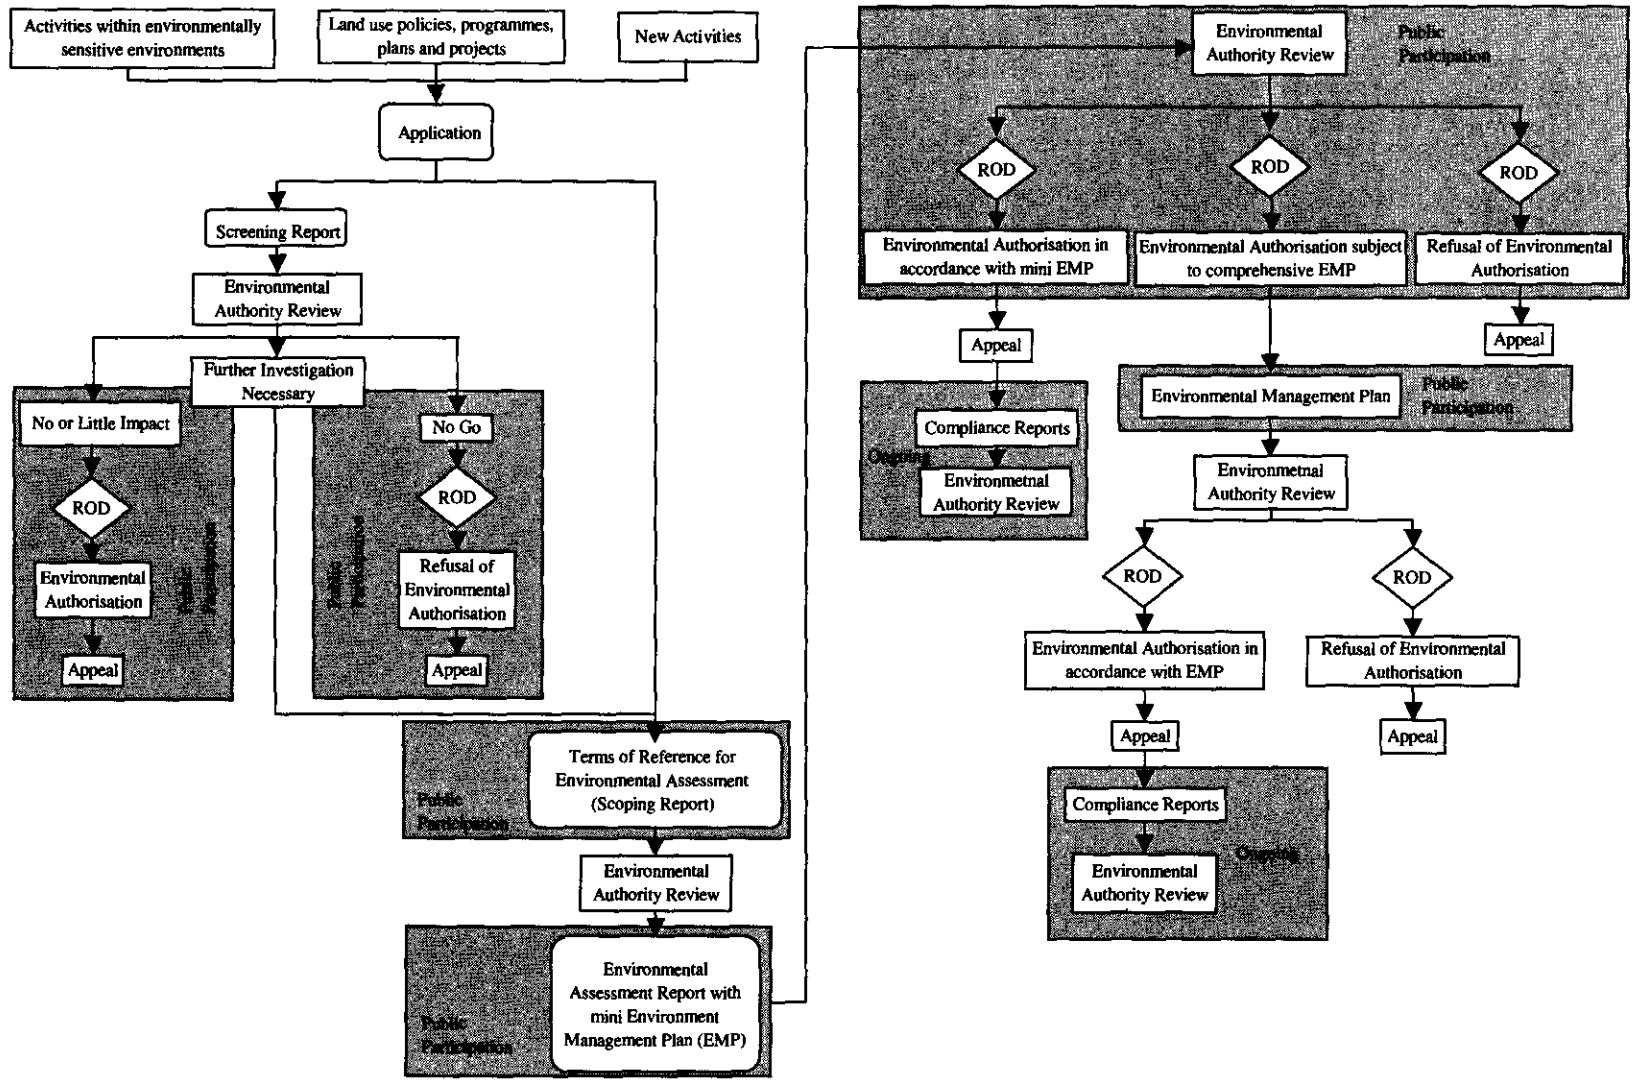 Activities within environmentally
sensitive environments
Land use policies, programmes,
plans and projects
New Activities
Application
Screening Report
Environmental
Authority Review
Further Investigation
Necessary
No or Little Impact
ROD
Environmental
Authorisation
Appeal
Public
Participation
No Go
ROD
Refusal of
Environmental
Authorisation
Appeal
Public
Participation
Terms of Reference for
Environmental Assessment
(Scoping Report)
Public
Participation
Environmental
Authority Review
Environmental
Assessment Report with
mini Environment
Management Plan (EMP)
Public
Participation
Environmental
Authority Review
Public
Participation
ROD
ROD
ROD
Environmental Authorisation in
accordance with mini EMP
Environmental Authorisation subject
to comprehensive EMP
Refusal of Environmental
Authorisation
Appeal
Appeal
Compliance Reports
Ongoing
Environmetnal
Authority Review
Environmental Management Plan
Public
Participation
Environmetnal
Authority Review
ROD
ROD
Environmental Authorisation in
accordance with EMP
Refusal of Environmental
Authorisation
Appeal
Appeal
Compliance Reports
Ongoing
Environmental
Authority Review